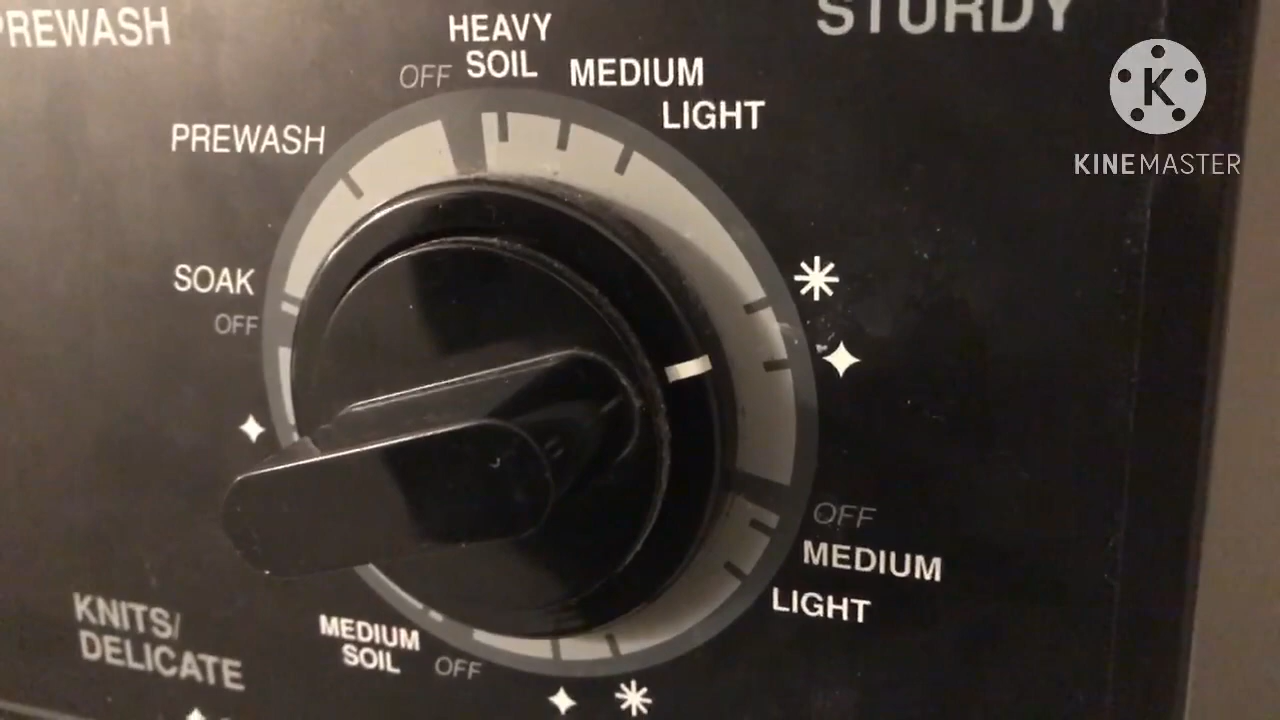 PREWASH
STURDY
HEAVY
SOIL
OFF
MEDIUM
LIGHT
PREWASH
SOAK
OFF
OFF
MEDIUM
LIGHT
KNITS/
DELICATE
MEDIUM
SOIL
OFF
K
KINEMASTER